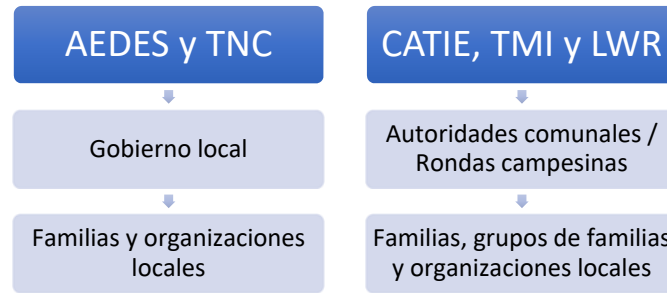 AEDES y TNC
Gobierno local
Familias y organizaciones
locales
CATIE, TMI y LWR
Autoridades comunales /
Rondas campesinas
Familias, grupos de familias
y organizaciones locales